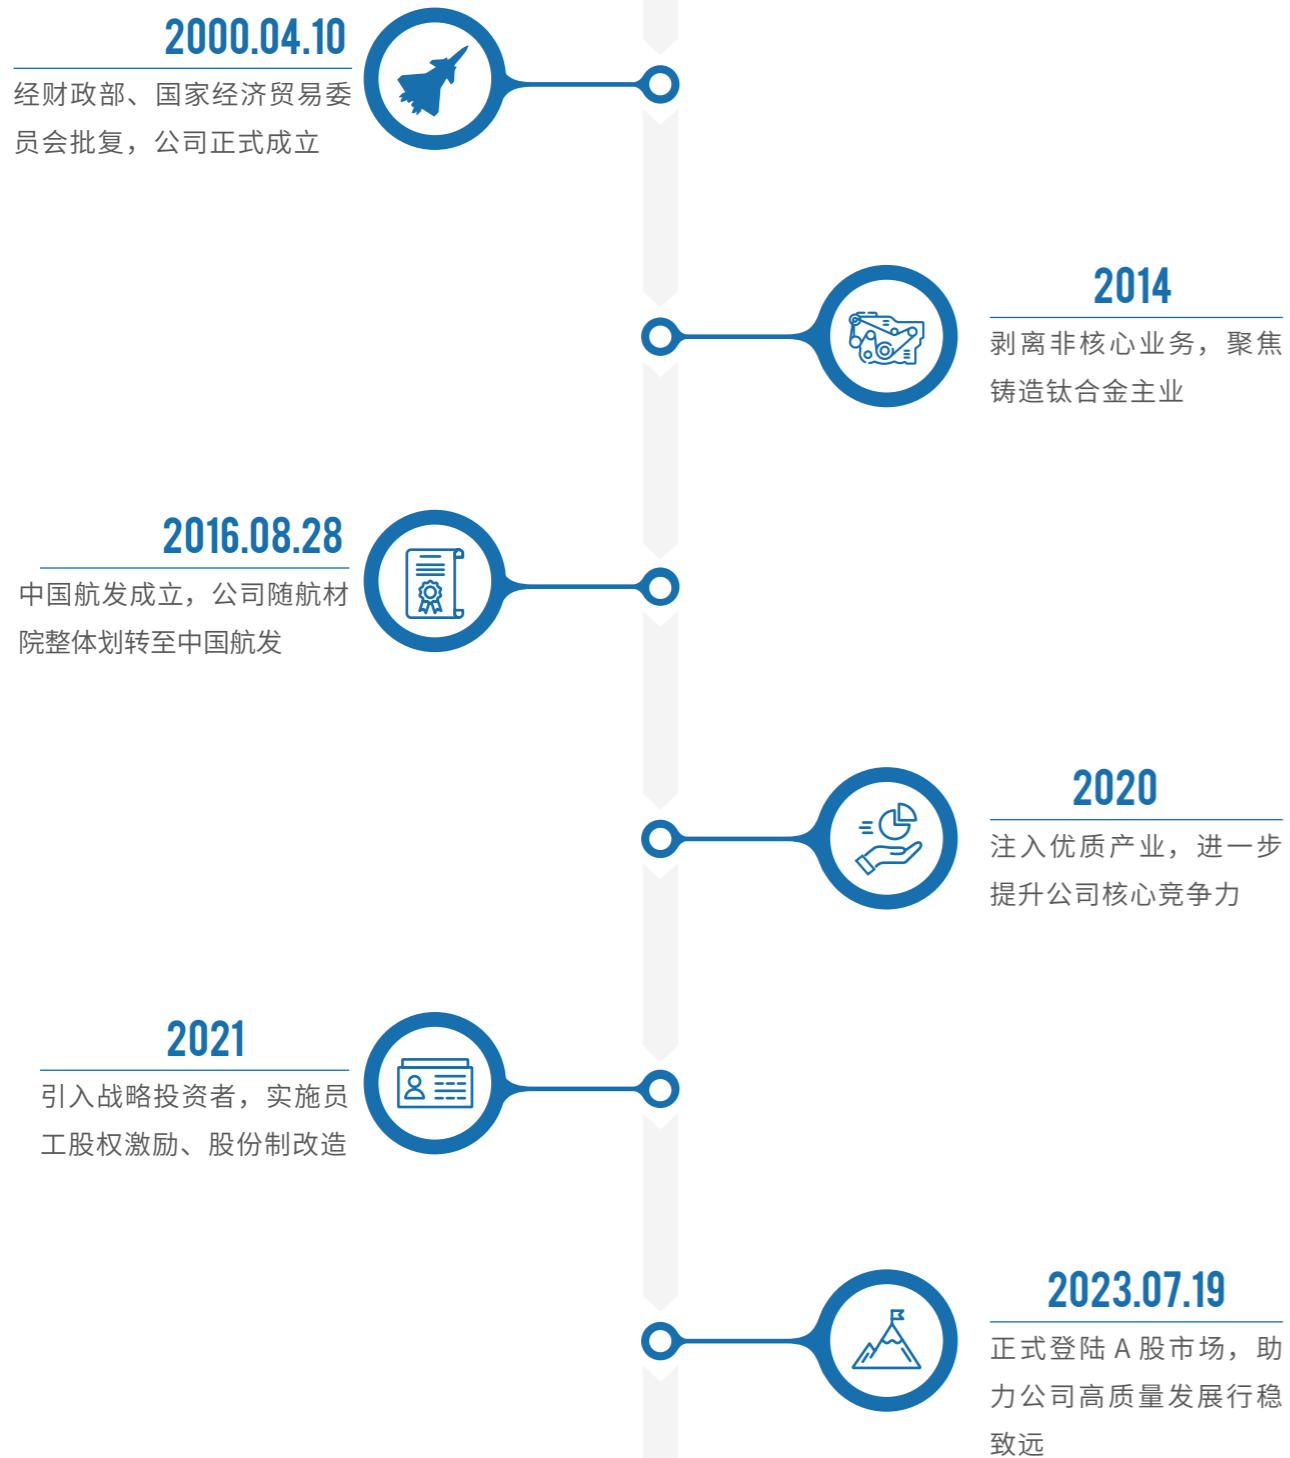 2000.04.10
经财政部、国家经济贸易委
员会批复，公司正式成立
2014
剥离非核心业务，聚焦
铸造钛合金主业
2016.08.28
中国航发成立，公司随航材
院整体划转至中国航发
2020
注入优质产业，进一步
提升公司核心竞争力
2021
引入战略投资者，实施员
工股权激励、股份制改造
2023.07.19
正式登陆 A 股市场，助
力公司高质量发展行稳
致远